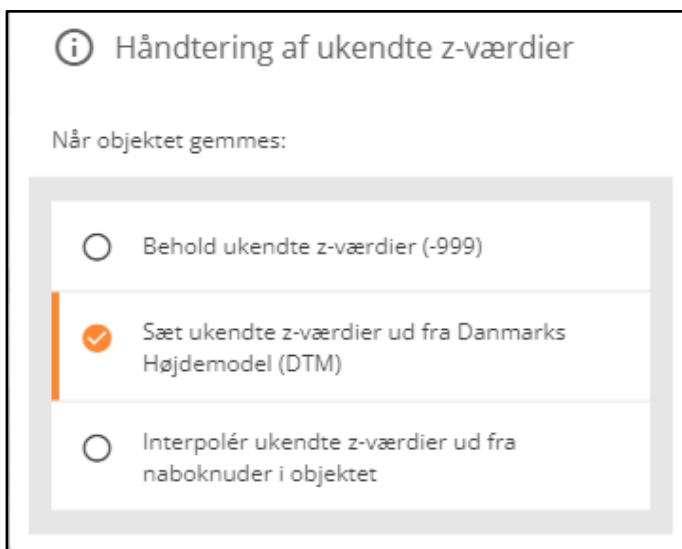 Håndtering af ukendte z-værdier
Når objektet gemmes:
Behold ukendte z-værdier (-999)
Sæt ukendte z-værdier ud fra Danmarks
Højdemodel (DTM)
Interpolér ukendte z-værdier ud fra
naboknuder i objektet